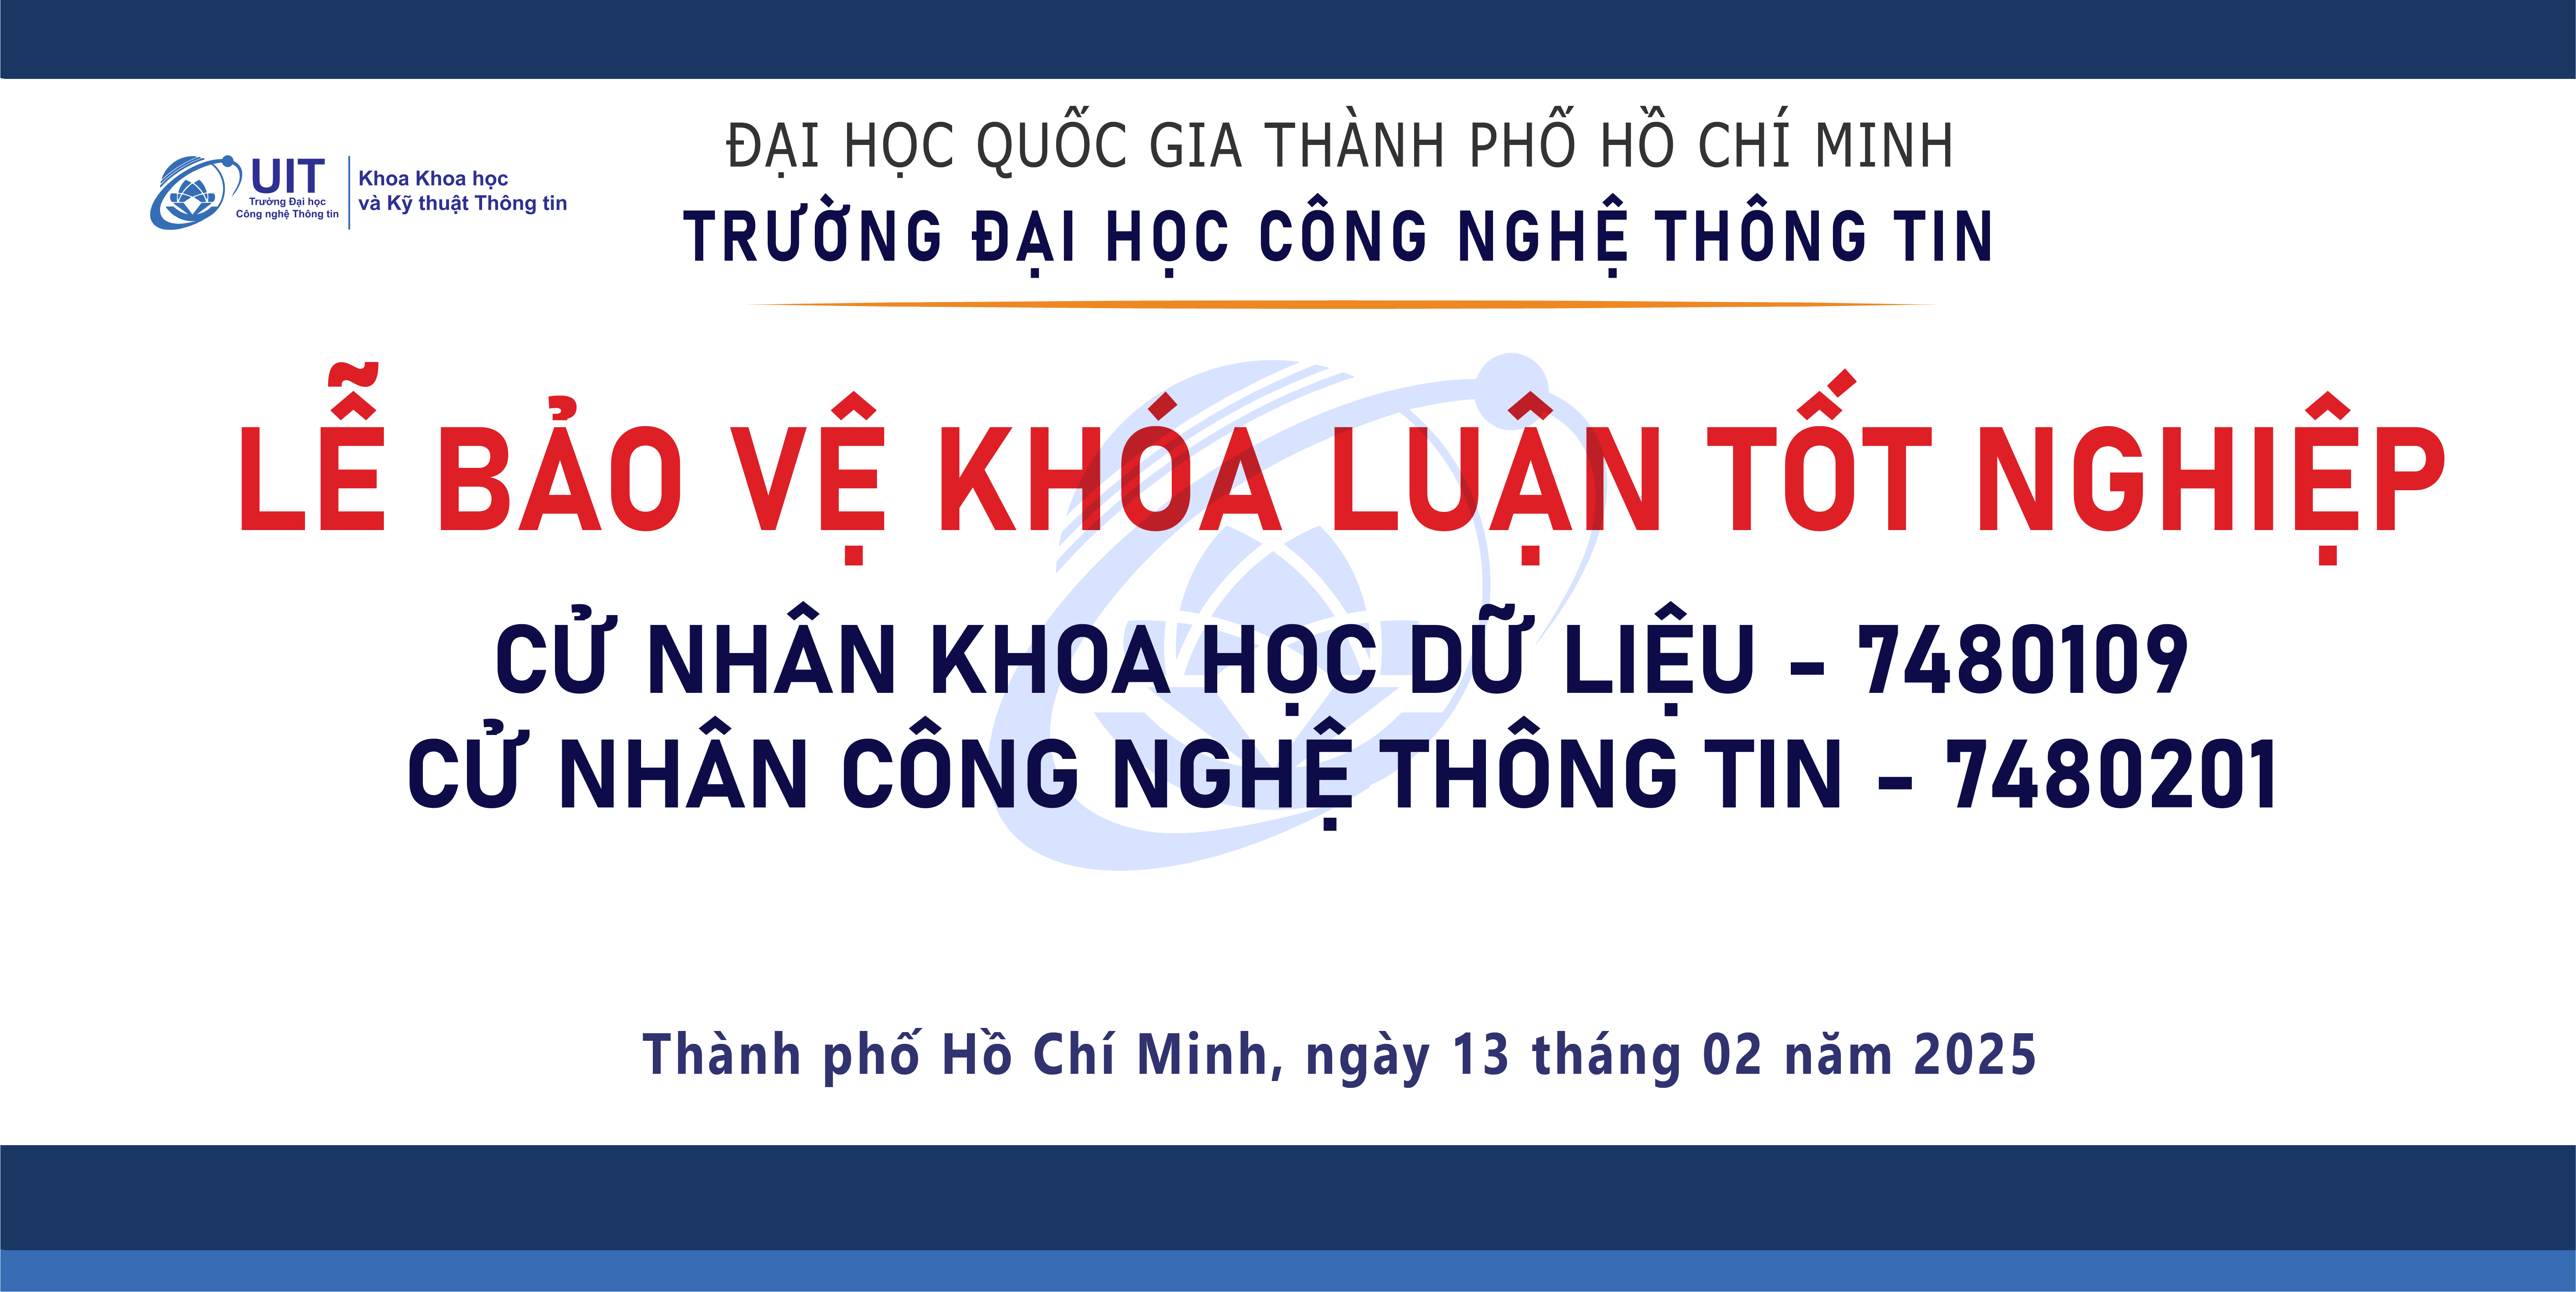 UIT
Trường Đại học
Công nghệ Thông tin
Khoa Khoa học
và Kỹ thuật Thông tin
ĐẠI HỌC QUỐC GIA THÀNH PHỐ HỒ CHÍ MINH
TRƯỜNG ĐẠI HỌC CÔNG NGHỆ THÔNG TIN
LỄ BẢO VỆ KHÓA LUẬN TỐT NGHIỆP
CỬ NHÂN KHOA HỌC DỮ LIỆU - 7480109
CỬ NHÂN CÔNG NGHỆ THÔNG TIN - 7480201
Thành phố Hồ Chí Minh, ngày 13 tháng 02 năm 2025